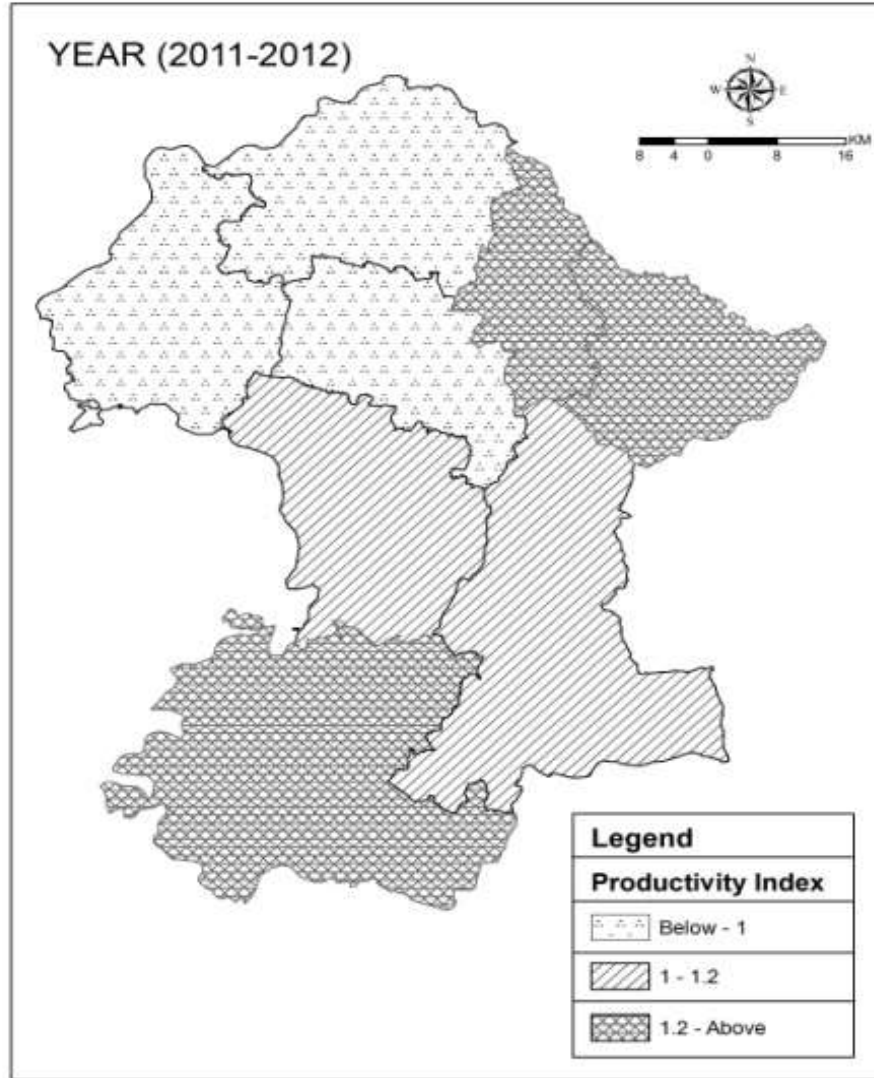 YEAR (2011-2012)
N
W E
S
KM
8 4 0 8 16
Legend
Productivity Index
Below - 1
1 - 1.2
1.2 - Above